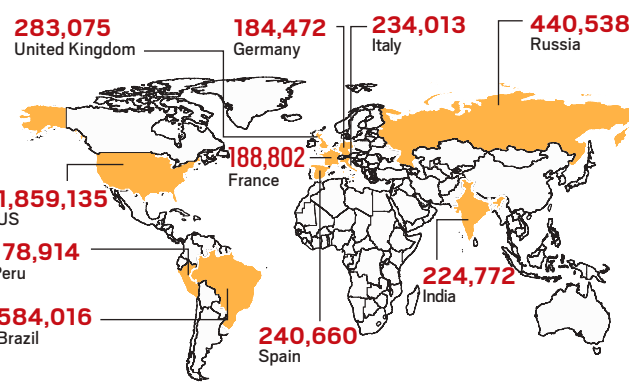 283,075
United Kingdom
184,472
Germany
234,013
Italy
440,538
Russia
188,802
France
1,859,135
US
78,914
Peru
224,772
India
584,016
Brazil
240,660
Spain